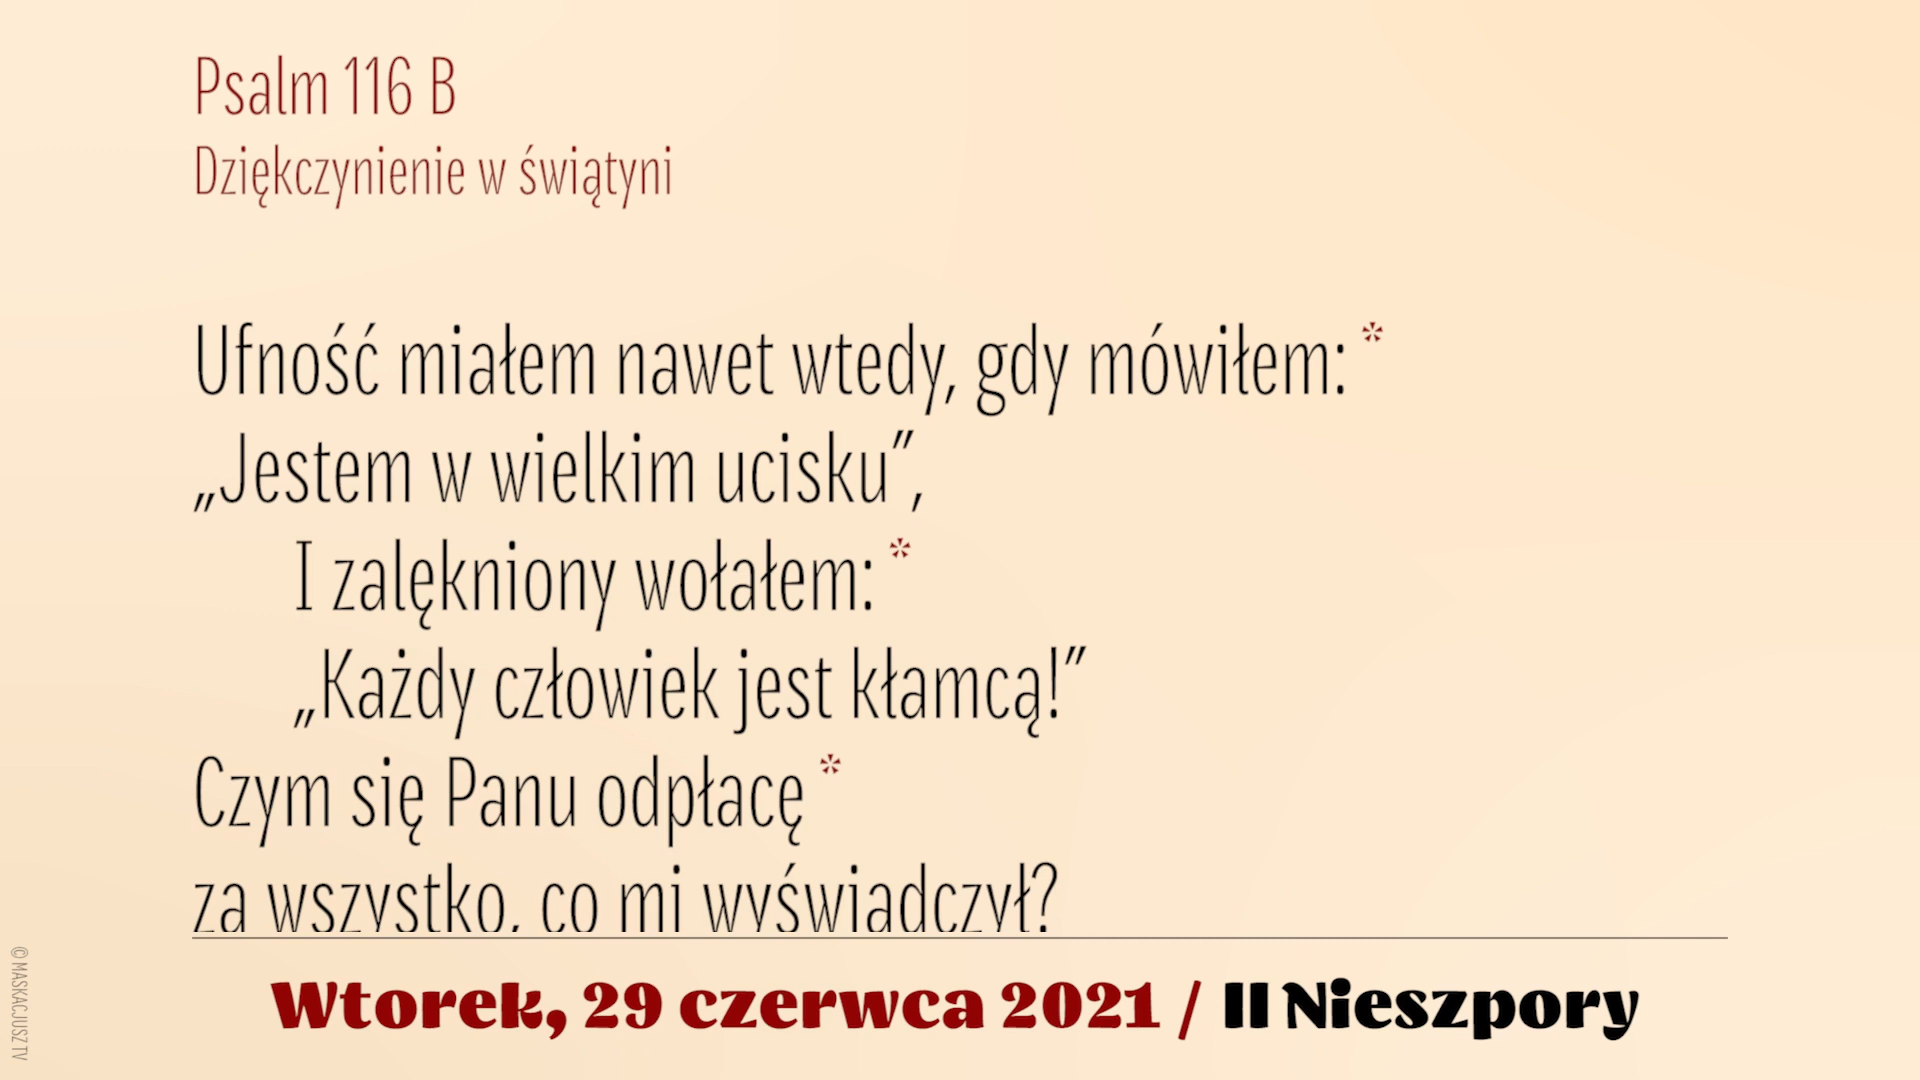 Psalm 116 B
Dziękczynienie w świątyni
Ufność miałem nawet wtedy, gdy mówiłem: *
„Jestem w wielkim ucisku”,
I zalękniony wołałem: *
„Każdy człowiek jest kłamcą!”
Czym się Panu odpłacę *
za wszystko, co mi wyświadczył?
Wtorek, 29 czerwca 2021 / II Nieszpory
© MASKACJUSZ TV